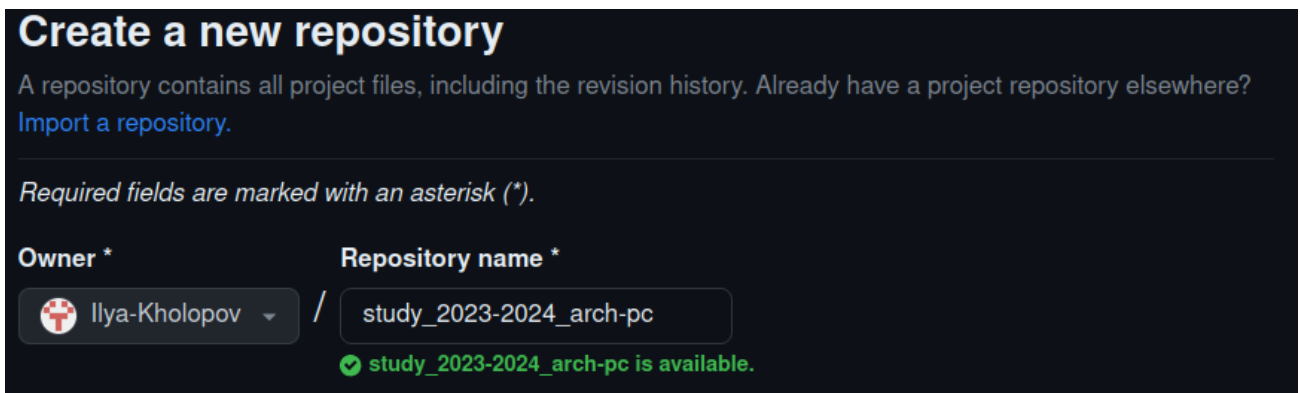 Create a new repository
A repository contains all project files, including the revision history. Already have a project repository elsewhere?
Import a repository.
Required fields are marked with an asterisk (*).
Owner * Repository name *
Ilya-Kholopov / study_2023-2024_arch-pc
study_2023-2024_arch-pc is available.